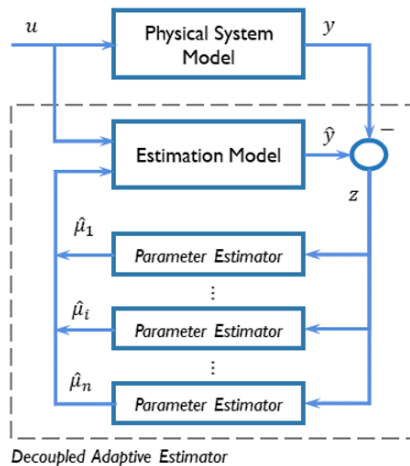 u
Physical System
Model
y
−
Estimation Model
ŷ
z
μ̂₁
Parameter Estimator
⋮
μ̂ᵢ
Parameter Estimator
⋮
μ̂ₙ
Parameter Estimator
Decoupled Adaptive Estimator